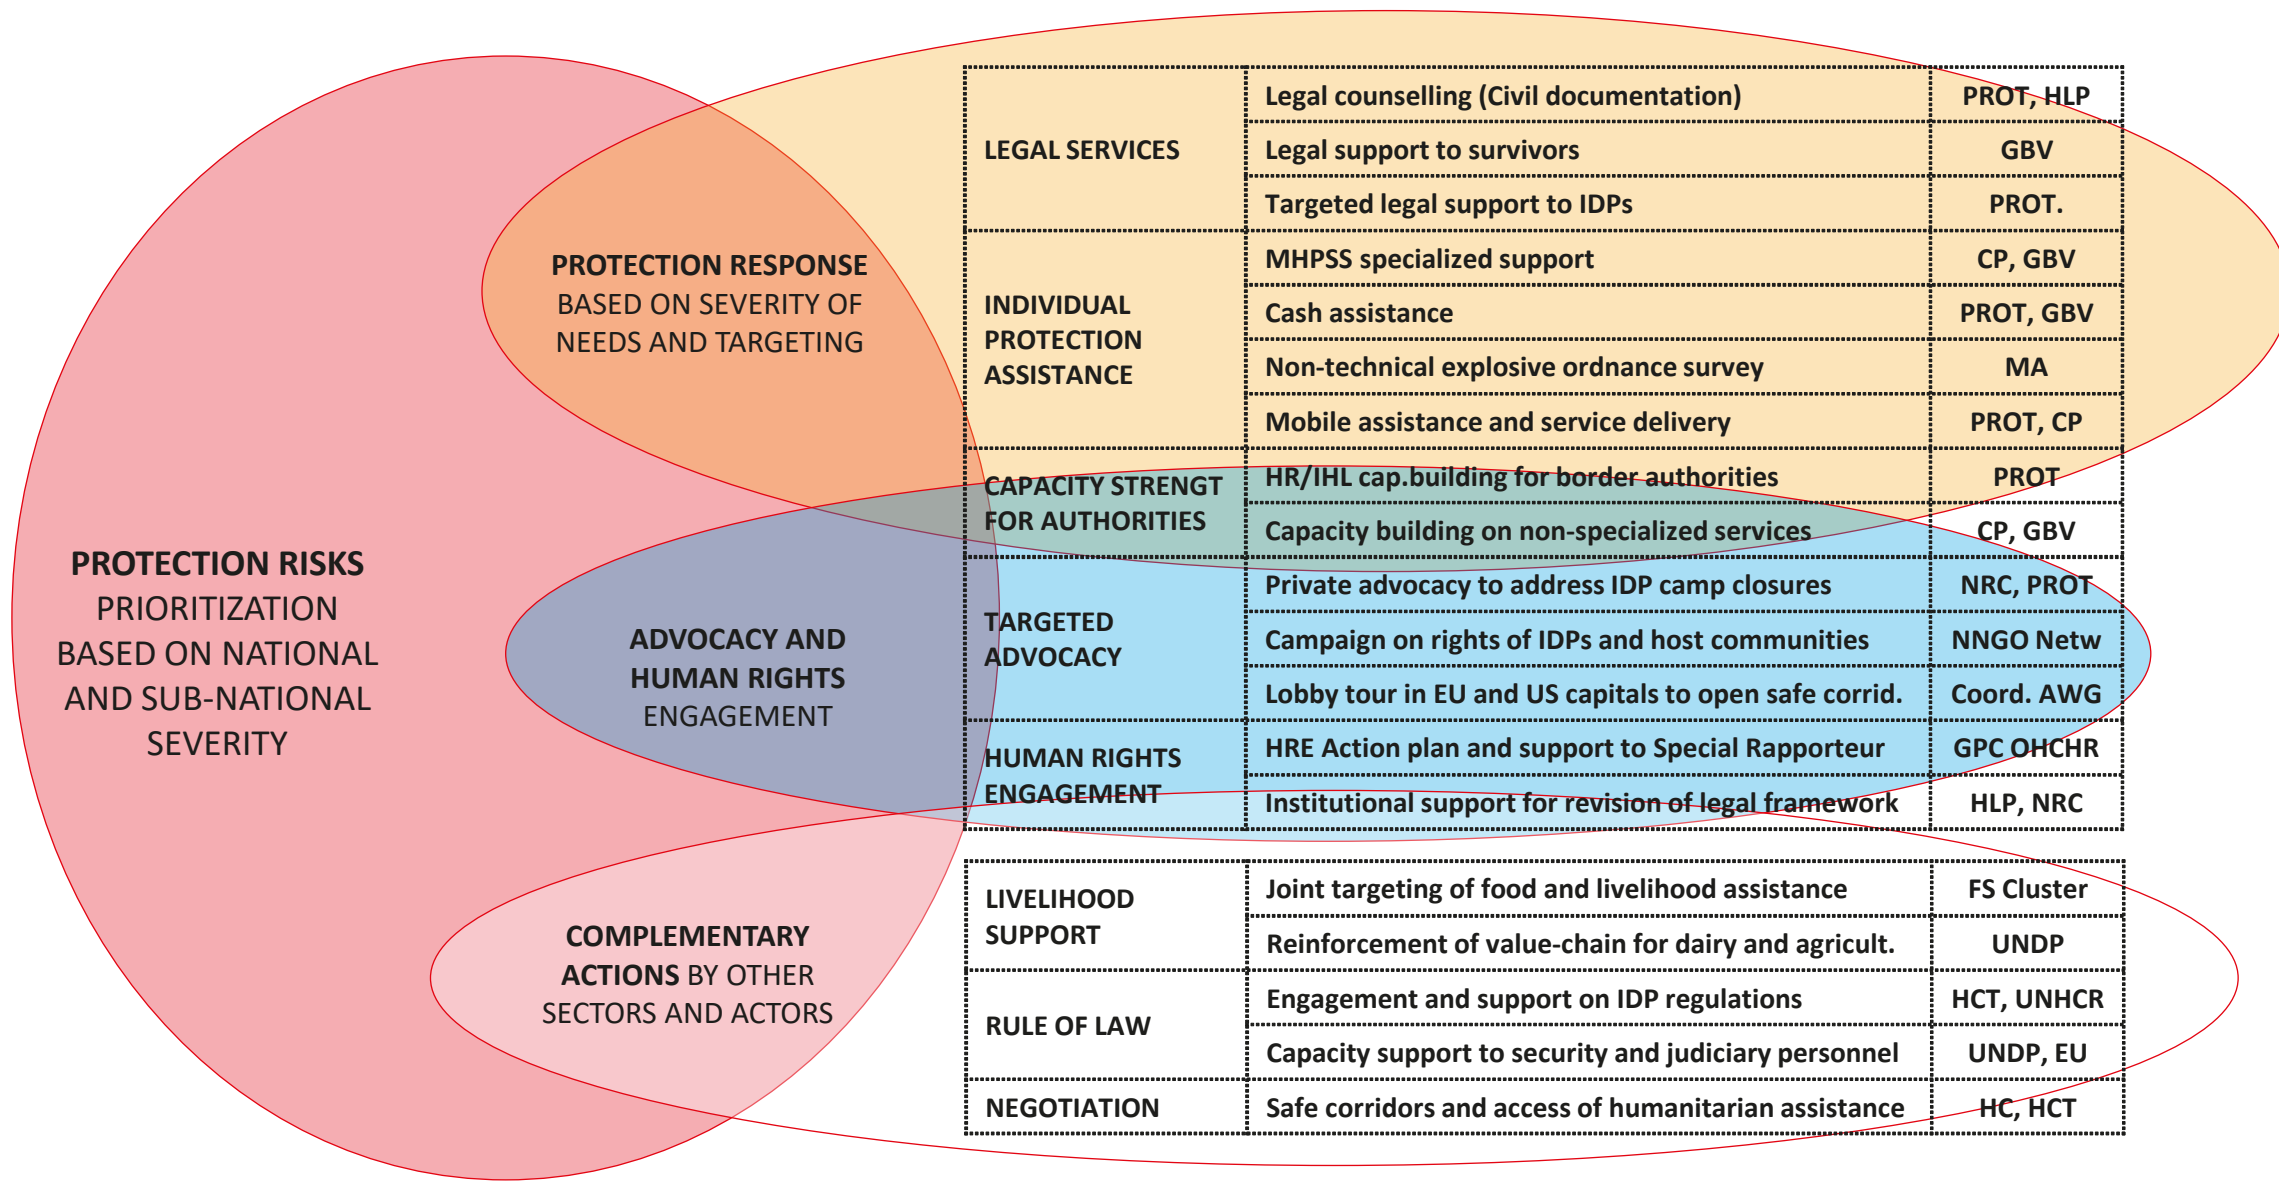 PROTECTION RISKS
PRIORITIZATION
BASED ON NATIONAL
AND SUB-NATIONAL
SEVERITY
PROTECTION RESPONSE
BASED ON SEVERITY OF
NEEDS AND TARGETING
ADVOCACY AND
HUMAN RIGHTS
ENGAGEMENT
COMPLEMENTARY
ACTIONS BY OTHER
SECTORS AND ACTORS
LEGAL SERVICES
Legal counselling (Civil documentation) PROT, HLP
Legal support to survivors GBV
Targeted legal support to IDPs PROT.
INDIVIDUAL
PROTECTION
ASSISTANCE
MHPSS specialized support CP, GBV
Cash assistance PROT, GBV
Non-technical explosive ordnance survey MA
Mobile assistance and service delivery PROT, CP
CAPACITY STRENGT
FOR AUTHORITIES
HR/IHL cap.building for border authorities PROT
Capacity building on non-specialized services CP, GBV
TARGETED
ADVOCACY
Private advocacy to address IDP camp closures NRC, PROT
Campaign on rights of IDPs and host communities NNGO Netw
Lobby tour in EU and US capitals to open safe corrid. Coord. AWG
HUMAN RIGHTS
ENGAGEMENT
HRE Action plan and support to Special Rapporteur GPC OHCHR
Institutional support for revision of legal framework HLP, NRC
LIVELIHOOD
SUPPORT
Joint targeting of food and livelihood assistance FS Cluster
Reinforcement of value-chain for dairy and agricult. UNDP
RULE OF LAW
Engagement and support on IDP regulations HCT, UNHCR
Capacity support to security and judiciary personnel UNDP, EU
NEGOTIATION
Safe corridors and access of humanitarian assistance HC, HCT